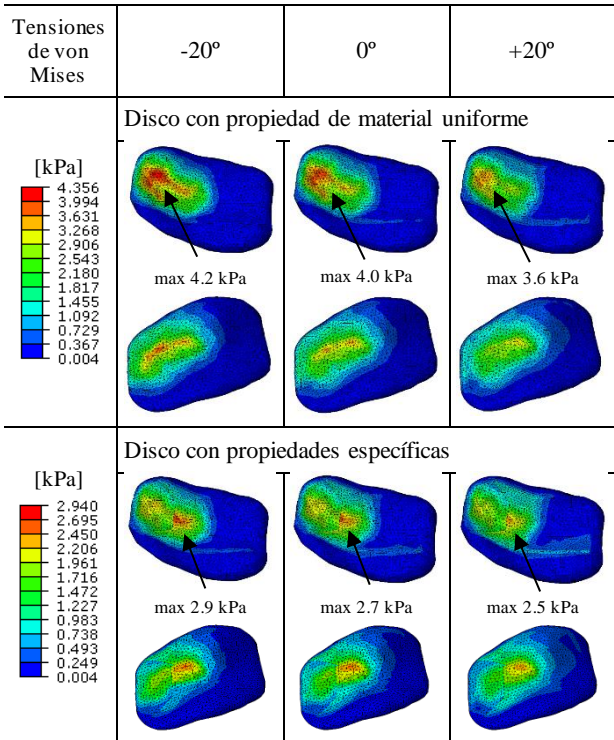 Tensiones
de von
Mises
-20º
0º
+20º
Disco con propiedad de material uniforme
[kPa]
4.356
3.994
3.631
3.268
2.906
2.543
2.180
1.817
1.455
1.092
0.729
0.367
0.004
max 4.2 kPa
max 4.0 kPa
max 3.6 kPa
Disco con propiedades específicas
[kPa]
2.940
2.695
2.450
2.206
1.961
1.716
1.472
1.227
0.983
0.738
0.493
0.249
0.004
max 2.9 kPa
max 2.7 kPa
max 2.5 kPa